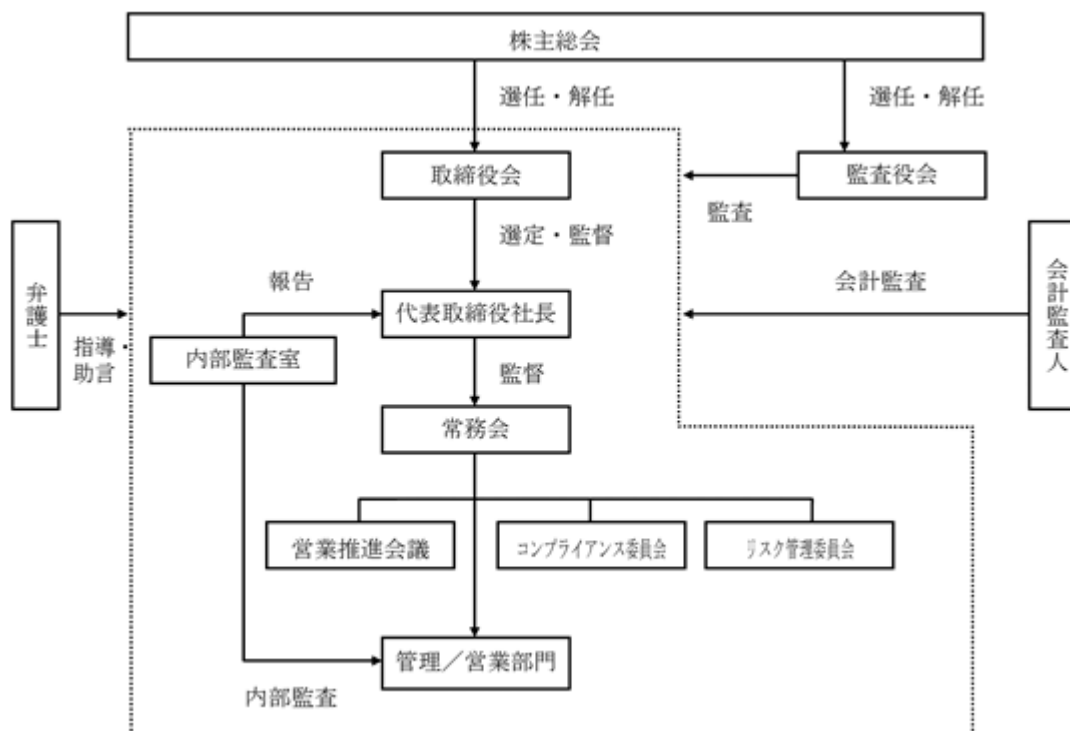 株主総会
選任・解任
選任・解任
取締役会
監査役会
監査
選定・監督
弁護士
指導・
助言
報告
代表取締役社長
会計監査
会計監査人
内部監査室
監督
常務会
営業推進会議
コンプライアンス委員会
リスク管理委員会
管理／営業部門
内部監査